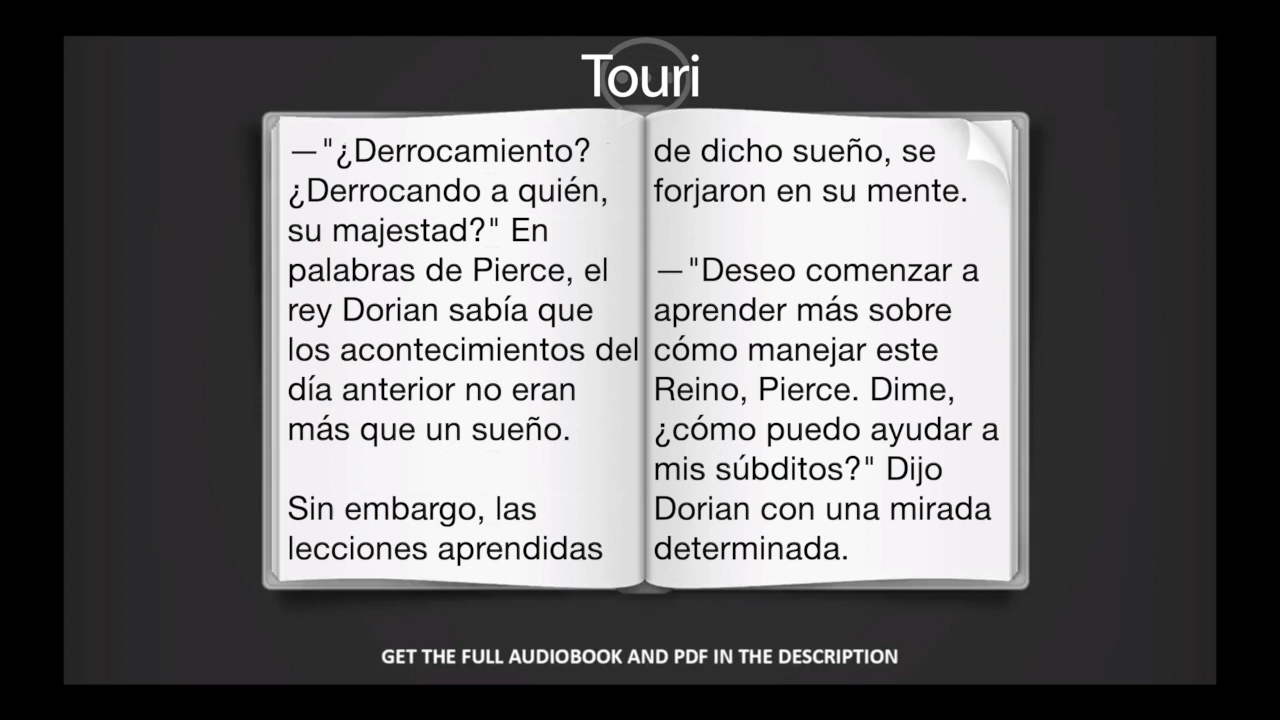 Touri
—"¿Derrocamiento?
¿Derrocando a quién,
su majestad?" En
palabras de Pierce, el
rey Dorian sabía que
los acontecimientos del
día anterior no eran
más que un sueño.
Sin embargo, las
lecciones aprendidas
de dicho sueño, se
forjaron en su mente.
—"Deseo comenzar a
aprender más sobre
cómo manejar este
Reino, Pierce. Dime,
¿cómo puedo ayudar a
mis súbditos?" Dijo
Dorian con una mirada
determinada.
GET THE FULL AUDIOBOOK AND PDF IN THE DESCRIPTION